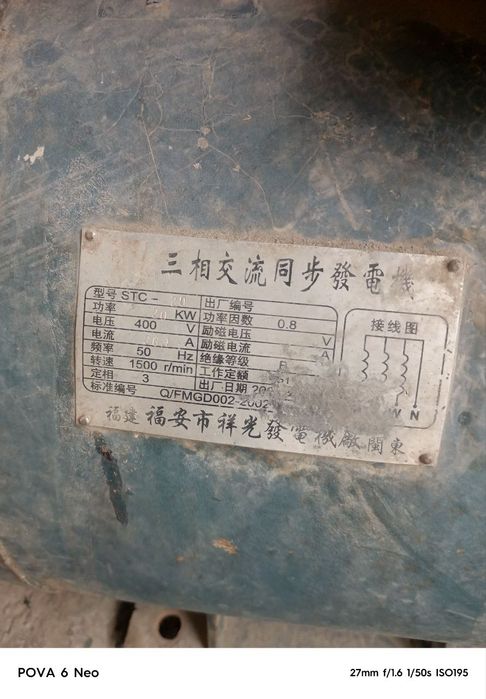 三相交流同步發電機
型号 STC - 20 出厂编号
功率 KW 功率因数 0.8
电压 400 V 励磁电压 V
电流 A 励磁电流 A
频率 50 Hz 绝缘等级
转速 1500 r/min 工作定额
定相 3 出厂日期
标准编号 Q/FMGD002-2002
接线图
W N
福建 福安市祥光發電機廠 閩東
POVA 6 Neo
27mm f/1.6 1/50s ISO195